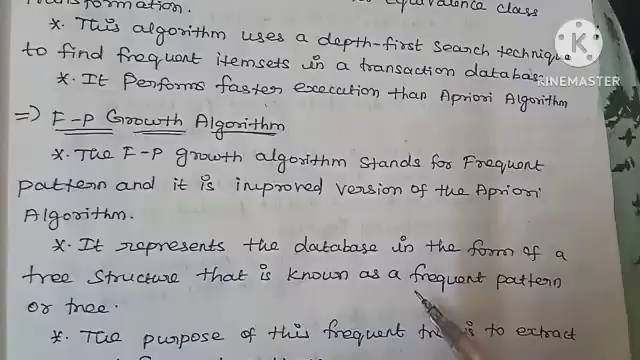 Equivalence class
transformation.
*. This algorithm uses a depth-first search technique
to find frequent itemsets in a transaction database
*. It performs faster execution than Apriori Algorithm
=) F-P Growth Algorithm
*. The F-P growth algorithm stands for Frequent
pattern and it is improved version of the Apriori
Algorithm.
*. It represents the database in the form of a
tree structure that is known as a frequent pattern
or tree.
*. The purpose of this frequent tree is to extract
KINEMASTER